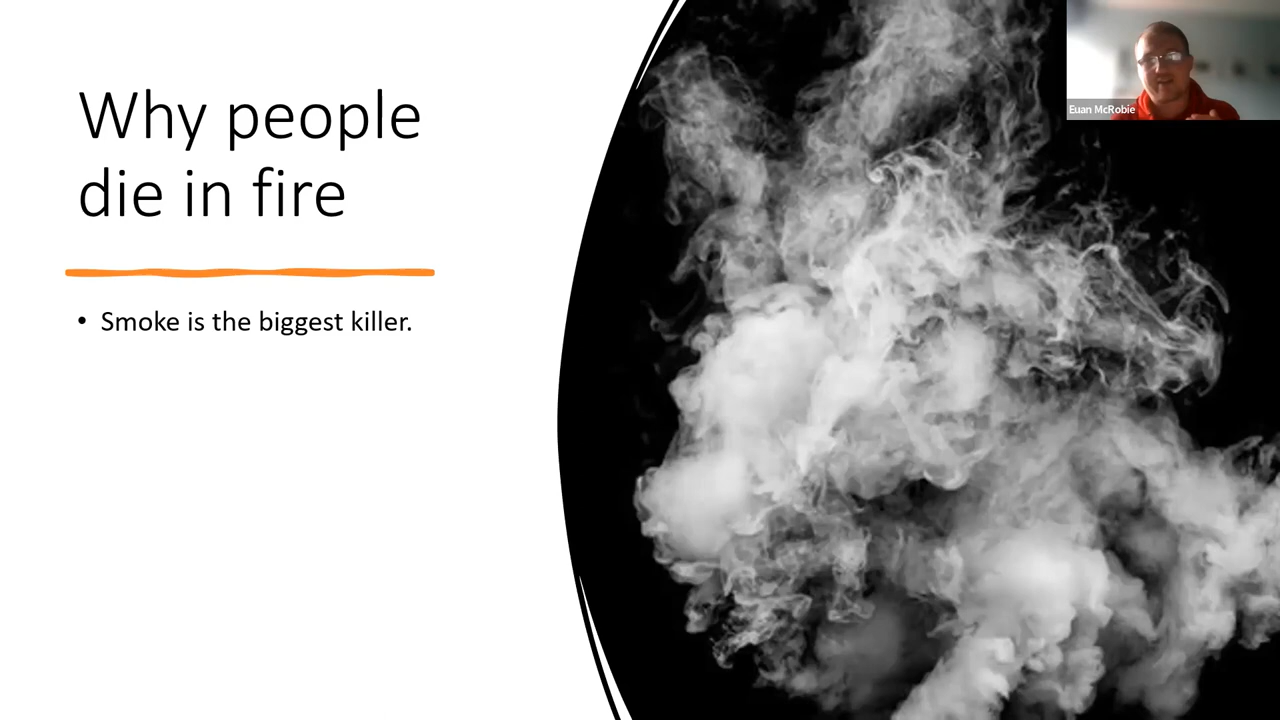 Why people
die in fire
• Smoke is the biggest killer.
Euan McRobie